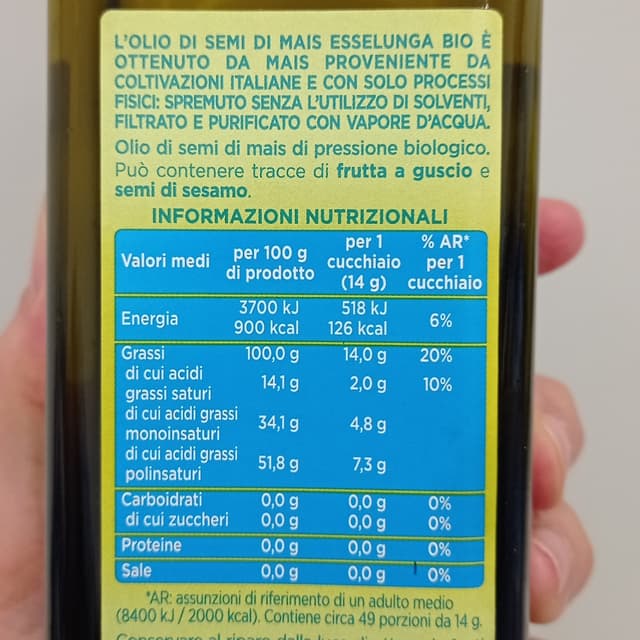 L'OLIO DI SEMI DI MAIS ESSELUNGA BIO È
OTTENUTO DA MAIS PROVENIENTE DA
COLTIVAZIONI ITALIANE E CON SOLO PROCESSI
FISICI: SPREMUTO SENZA L'UTILIZZO DI SOLVENTI,
FILTRATO E PURIFICATO CON VAPORE D'ACQUA.
Olio di semi di mais di pressione biologico.
Può contenere tracce di frutta a guscio e
semi di sesamo.
INFORMAZIONI NUTRIZIONALI
Valori medi per 100 g di prodotto per 1 cucchiaio (14 g) % AR* per 1 cucchiaio
Energia 3700 kJ 518 kJ 6%
900 kcal 126 kcal
Grassi 100,0 g 14,0 g 20%
di cui acidi grassi saturi 14,1 g 2,0 g 10%
di cui acidi grassi monoinsaturi 34,1 g 4,8 g
di cui acidi grassi polinsaturi 51,8 g 7,3 g
Carboidrati 0,0 g 0,0 g 0%
di cui zuccheri 0,0 g 0,0 g 0%
Proteine 0,0 g 0,0 g 0%
Sale 0,0 g 0,0 g 0%
*AR: assunzioni di riferimento di un adulto medio
(8400 kJ / 2000 kcal). Contiene circa 49 porzioni da 14 g.